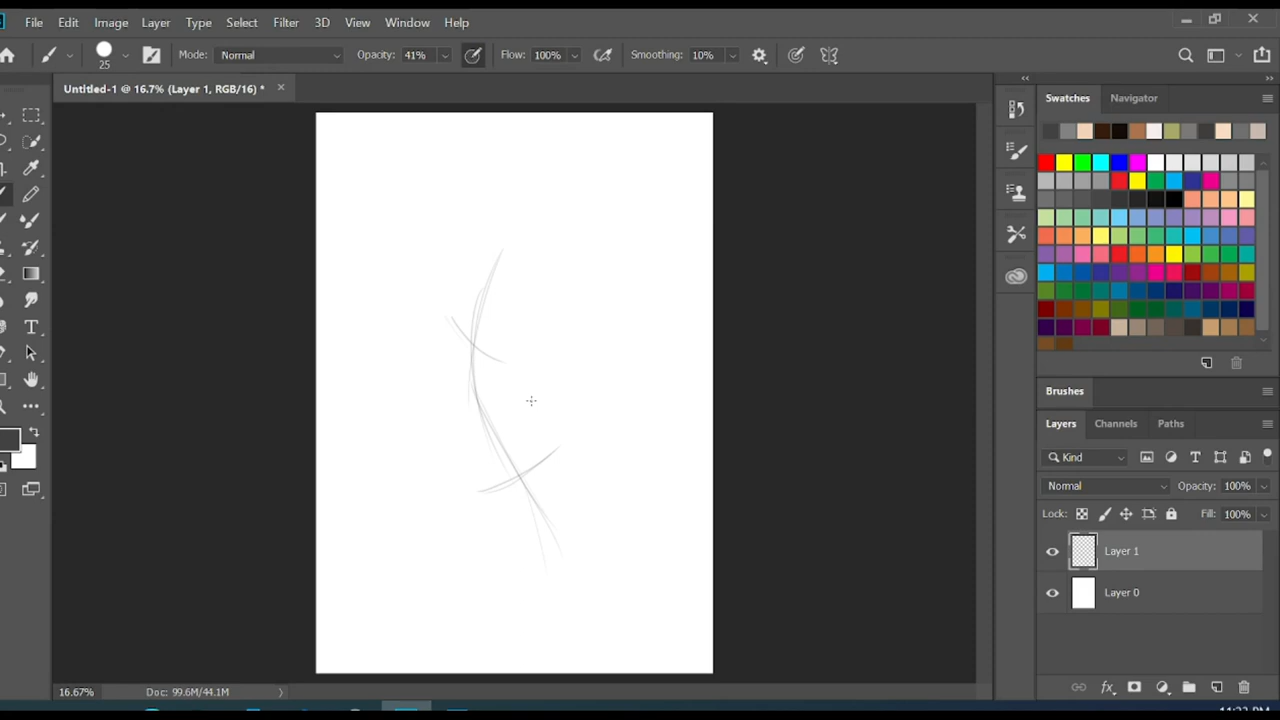 File Edit Image Layer Type Select Filter 3D View Window Help
25 Mode: Normal Opacity: 41% Flow: 100% Smoothing: 10%
Untitled-1 @ 16.7% (Layer 1, RGB/16) *
Swatches Navigator
Brushes
Layers Channels Paths
Kind
Normal Opacity: 100%
Lock: Fill: 100%
Layer 1
Layer 0
16.67% Doc: 99.6M/44.1M